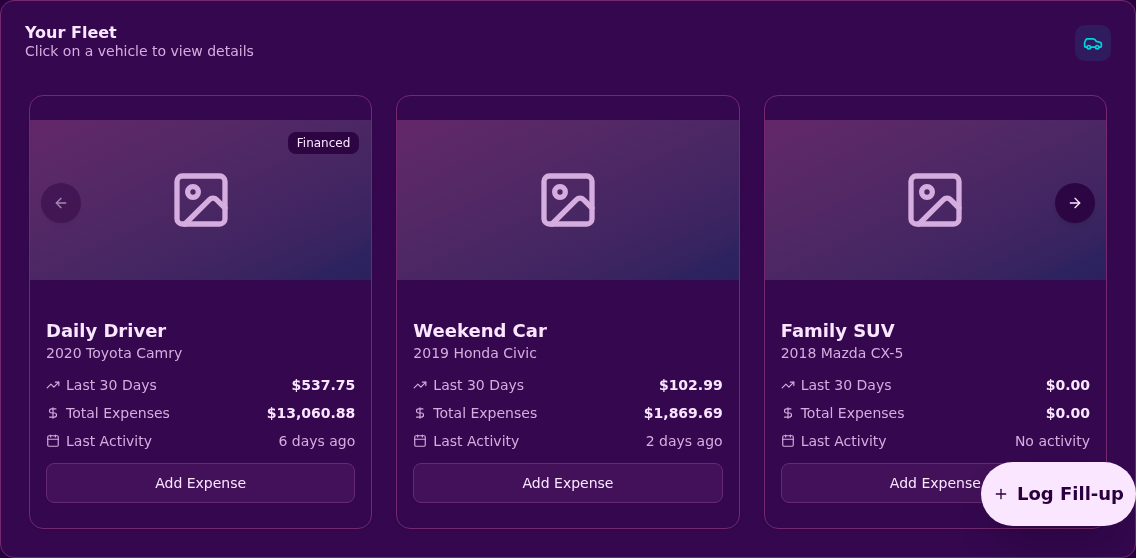 Your Fleet
Click on a vehicle to view details
Financed
Daily Driver
2020 Toyota Camry
Last 30 Days $537.75
Total Expenses $13,060.88
Last Activity 6 days ago
Add Expense
Weekend Car
2019 Honda Civic
Last 30 Days $102.99
Total Expenses $1,869.69
Last Activity 2 days ago
Add Expense
Family SUV
2018 Mazda CX-5
Last 30 Days $0.00
Total Expenses $0.00
Last Activity No activity
Add Expense
+ Log Fill-up